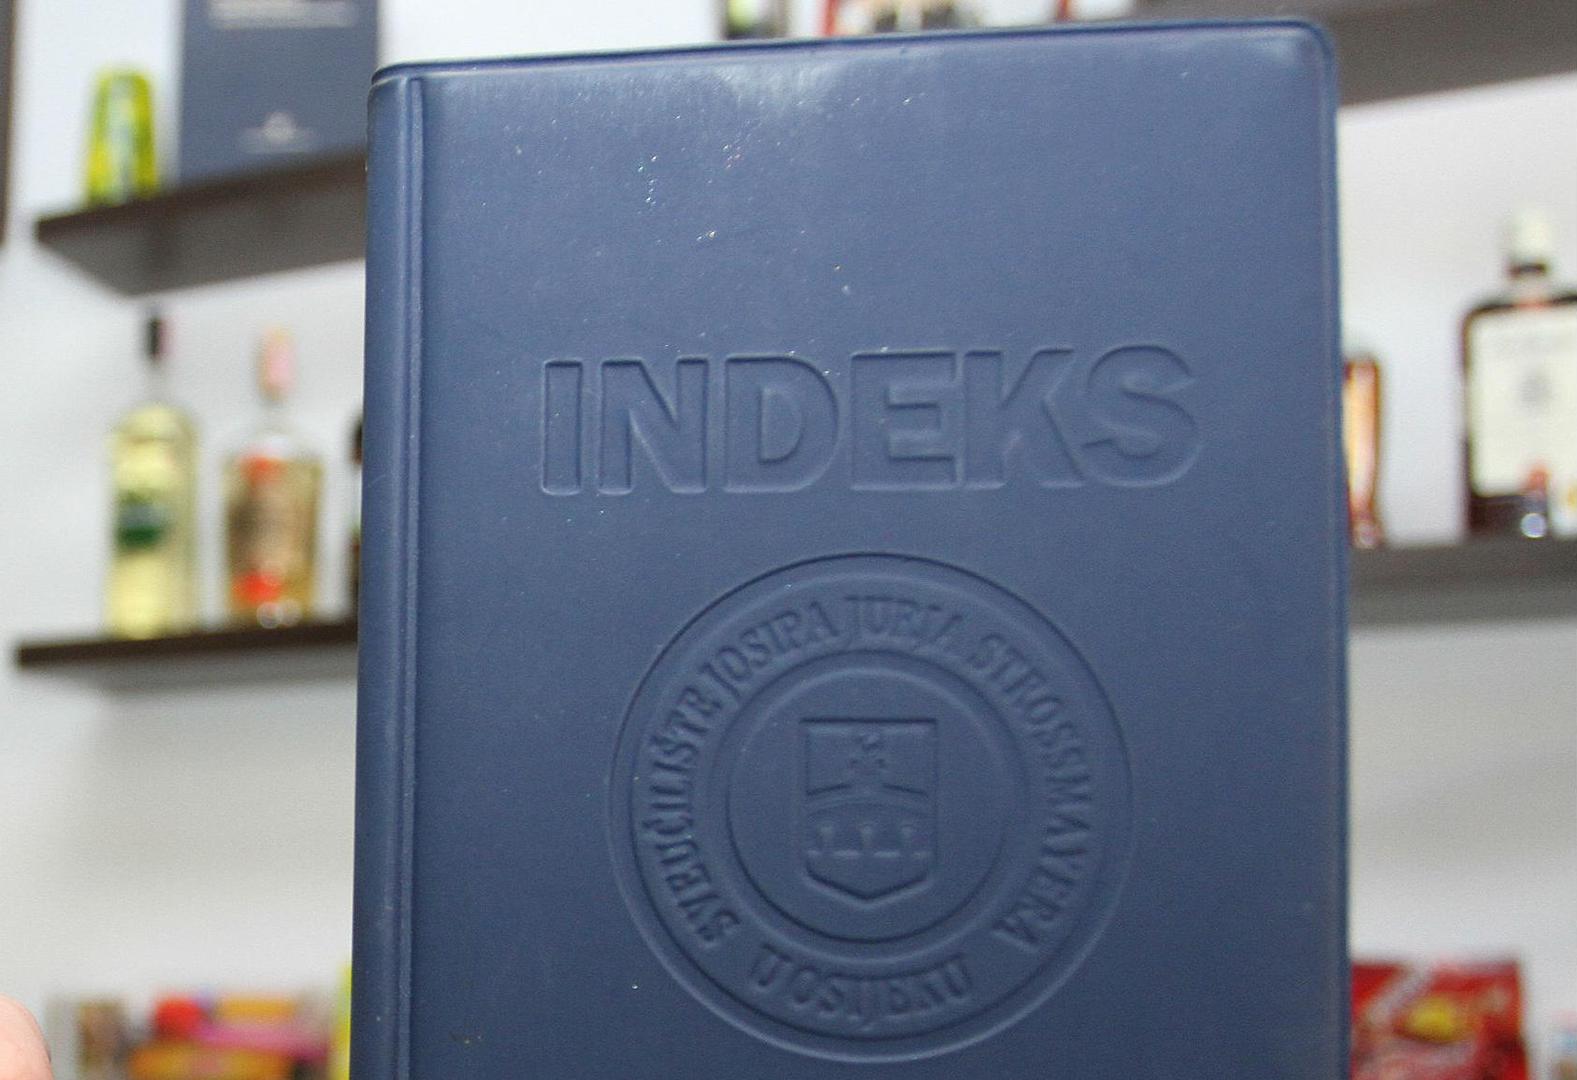 INDEKS
SVEUČILIŠTE JOSIPA JURJA STROSSMAYERA
U OSIJEKU